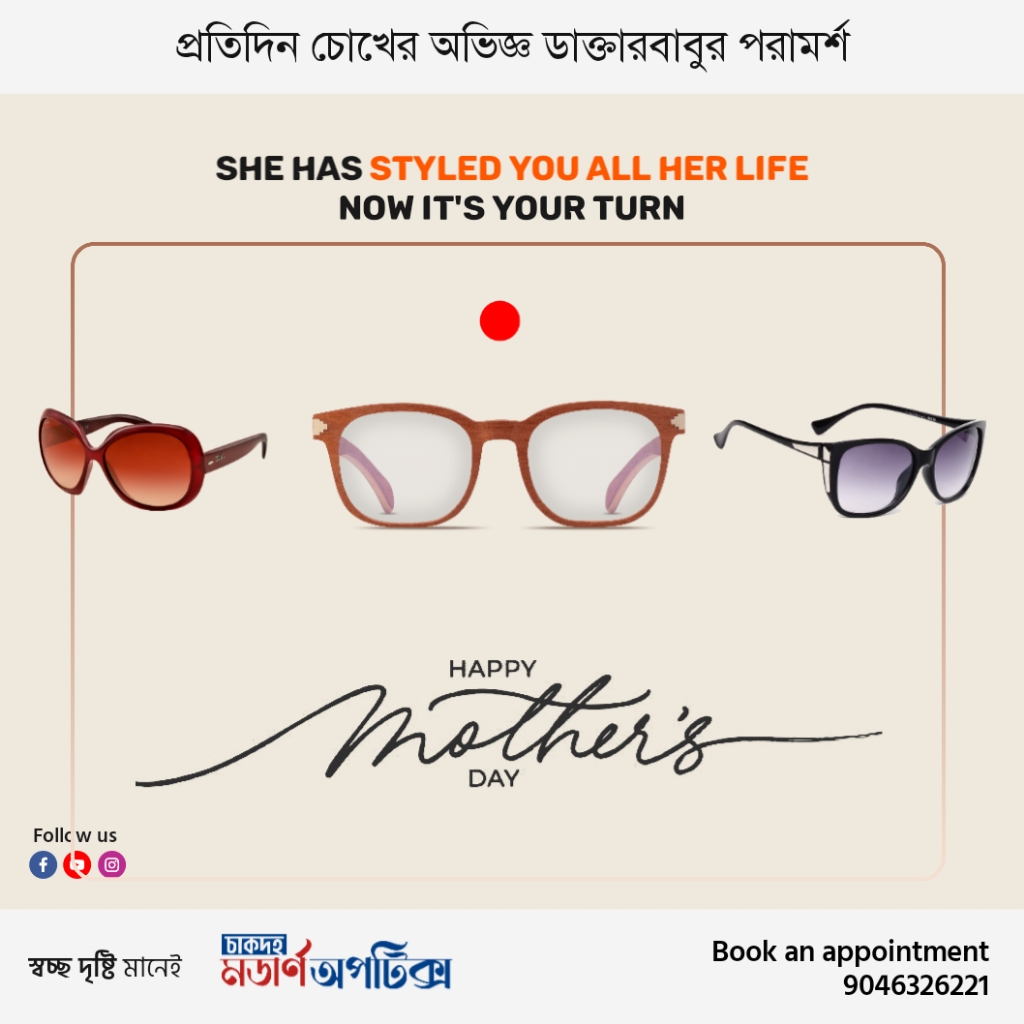 প্রতিদিন চোখের অভিজ্ঞ ডাক্তারবাবুর পরামর্শ
SHE HAS STYLED YOU ALL HER LIFE
NOW IT'S YOUR TURN
HAPPY
mother's
DAY
Follow us
স্বচ্ছ দৃষ্টি মানেই
চাকদহ
মডার্ণ অপটিক্স
Book an appointment
9046326221